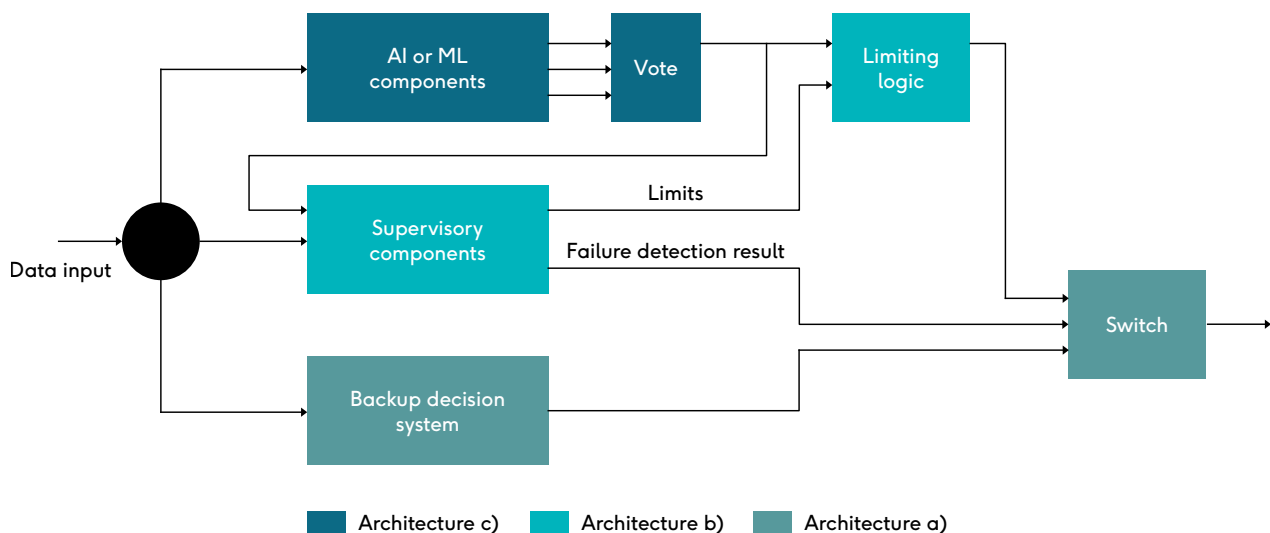 AI or ML
components
Vote
Limiting
logic
Limits
Supervisory
components
Failure detection result
Data input
Switch
Backup decision
system
Architecture c)
Architecture b)
Architecture a)